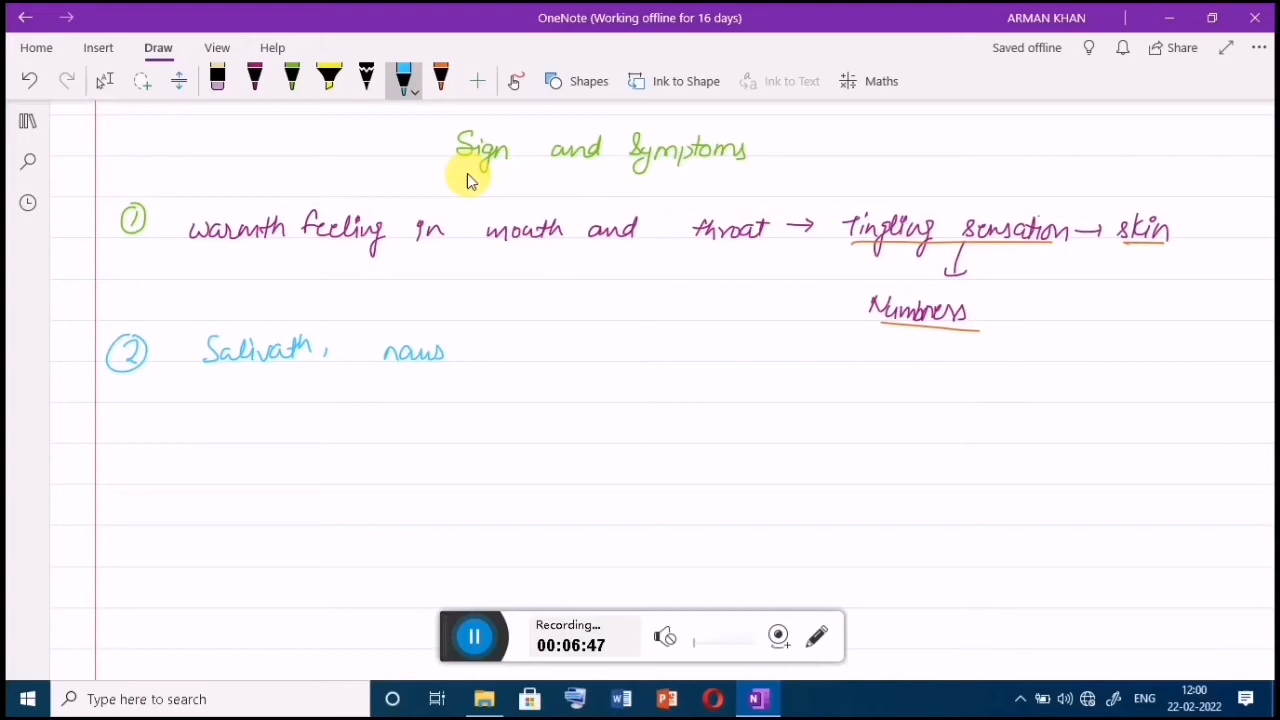 OneNote (Working offline for 16 days) ARMAN KHAN
Home Insert Draw View Help Saved offline Share
Shapes Ink to Shape Ink to Text Maths
Sign and Symptoms
① warmth feeling in mouth and throat → Tingling sensation → skin
Numbness
② Salivath, naus
Recording...
00:06:47
Type here to search
ENG
12:00
22-02-2022